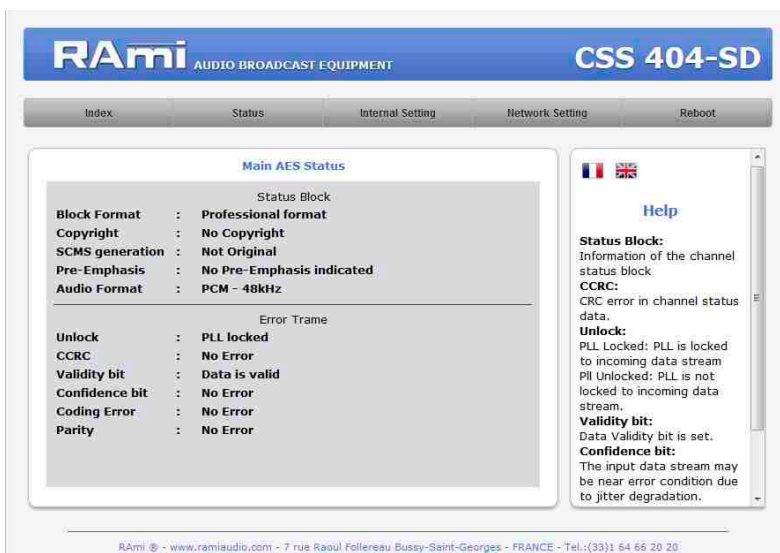 RAmi AUDIO BROADCAST EQUIPMENT CSS 404-SD
Index Status Internal Setting Network Setting Reboot
Main AES Status
Status Block
Block Format : Professional format
Copyright : No Copyright
SCMS generation : Not Original
Pre-Emphasis : No Pre-Emphasis indicated
Audio Format : PCM - 48kHz
Error Trame
Unlock : PLL locked
CCRC : No Error
Validity bit : Data is valid
Confidence bit : No Error
Coding Error : No Error
Parity : No Error
Help
Status Block:
Information of the channel
status block
CCRC:
CRC error in channel status
data.
Unlock:
PLL Locked: PLL is locked
to incoming data stream
Pll Unlocked: PLL is not
locked to incoming data
stream.
Validity bit:
Data Validity bit is set.
Confidence bit:
The input data stream may
be near error condition due
to jitter degradation.
RAmi ® - www.ramiaudio.com - 7 rue Raoul Follereau Bussy-Saint-Georges - FRANCE - Tel.:(33)1 64 66 20 20